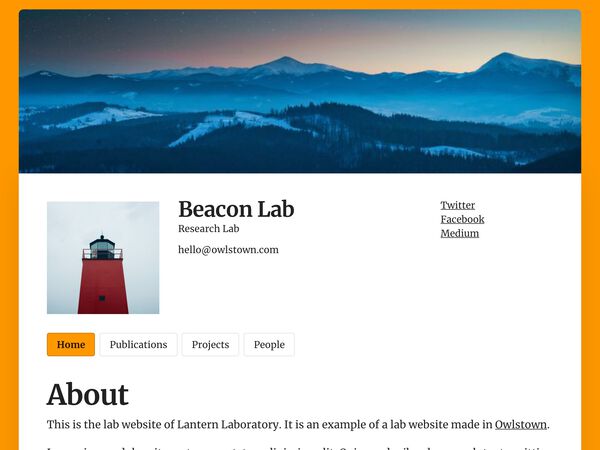 Beacon Lab
Research Lab
hello@owlstown.com
Twitter
Facebook
Medium
Home
Publications
Projects
People
About
This is the lab website of Lantern Laboratory. It is an example of a lab website made in Owlstown.